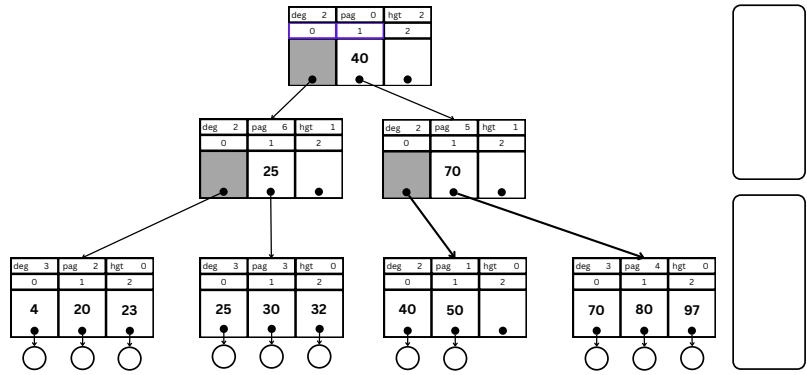 deg 2 pag 0 hgt 2
0 1 2
40
deg 2 pag 6 hgt 1
0 1 2
25
deg 2 pag 5 hgt 1
0 1 2
70
deg 3 pag 2 hgt 0
0 1 2
4 20 23
deg 3 pag 3 hgt 0
0 1 2
25 30 32
deg 2 pag 1 hgt 0
0 1 2
40 50
deg 3 pag 4 hgt 0
0 1 2
70 80 97